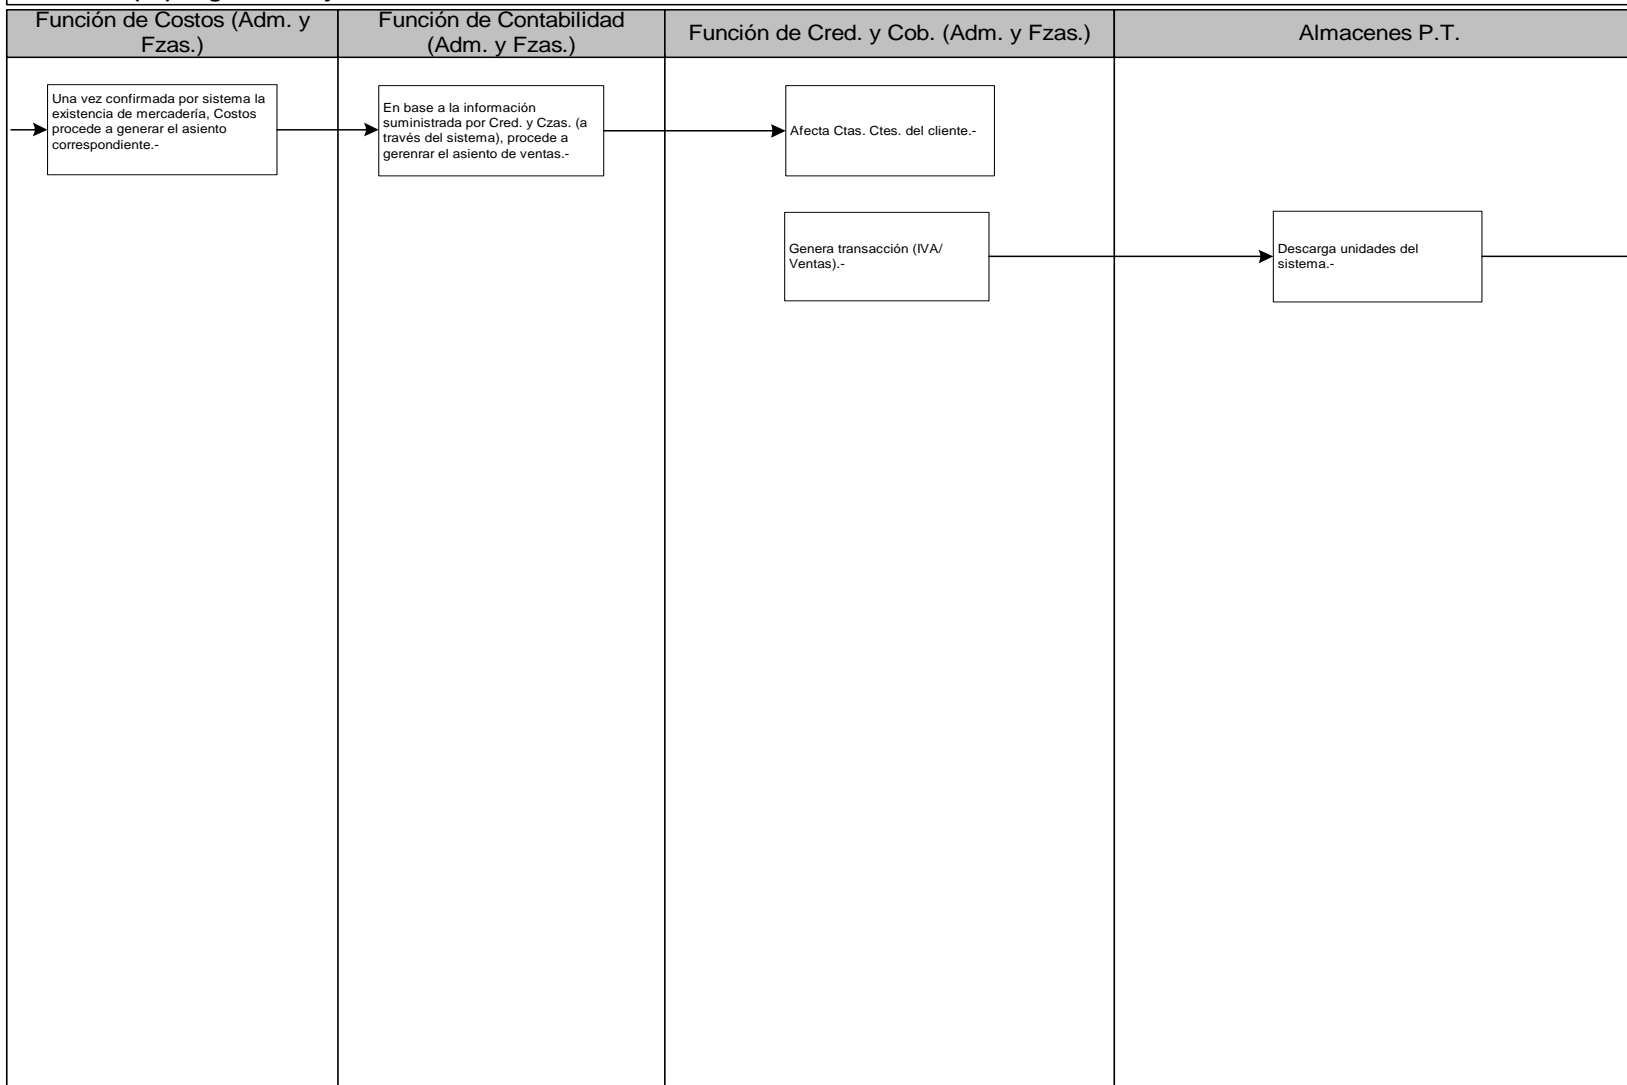 Función de Costos (Adm. y
Fzas.)
Función de Contabilidad
(Adm. y Fzas.)
Función de Cred. y Cob. (Adm. y Fzas.)
Almacenes P.T.
Una vez confirmada por sistema la
existencia de mercadería, Costos
procede a generar el asiento
correspondiente.-
En base a la información
suministrada por Cred. y Czas. (a
través del sistema), procede a
gerenrar el asiento de ventas.-
Afecta Ctas. Ctes. del cliente.-
Genera transacción (IVA/
Ventas).-
Descarga unidades del
sistema.-